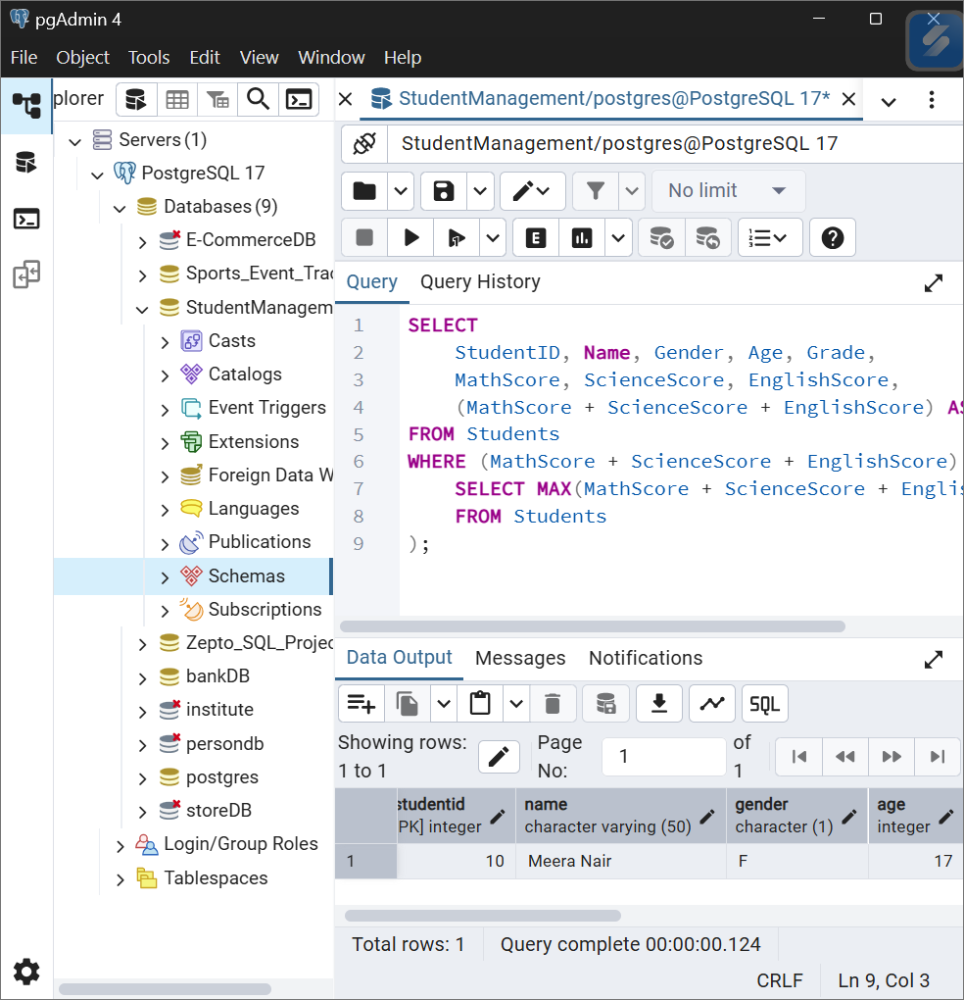 pgAdmin 4
File Object Tools Edit View Window Help
plorer
StudentManagement/postgres@PostgreSQL 17*
Servers (1)
PostgreSQL 17
Databases (9)
E-CommerceDB
Sports_Event_Trac
StudentManagem
Casts
Catalogs
Event Triggers
Extensions
Foreign Data W
Languages
Publications
Schemas
Subscriptions
Zepto_SQL_Projec
bankDB
institute
persondb
postgres
storeDB
Login/Group Roles
Tablespaces
StudentManagement/postgres@PostgreSQL 17
No limit
Query Query History
1 SELECT
2 StudentID, Name, Gender, Age, Grade,
3 MathScore, ScienceScore, EnglishScore,
4 (MathScore + ScienceScore + EnglishScore) AS
5 FROM Students
6 WHERE (MathScore + ScienceScore + EnglishScore)
7 SELECT MAX(MathScore + ScienceScore + Englis
8 FROM Students
9 );
Data Output Messages Notifications
SQL
Showing rows: 1 to 1
Page No: 1 of 1
studentid name gender age
PK] integer character varying (50) character (1) integer
1 10 Meera Nair F 17
Total rows: 1 Query complete 00:00:00.124
CRLF Ln 9, Col 3